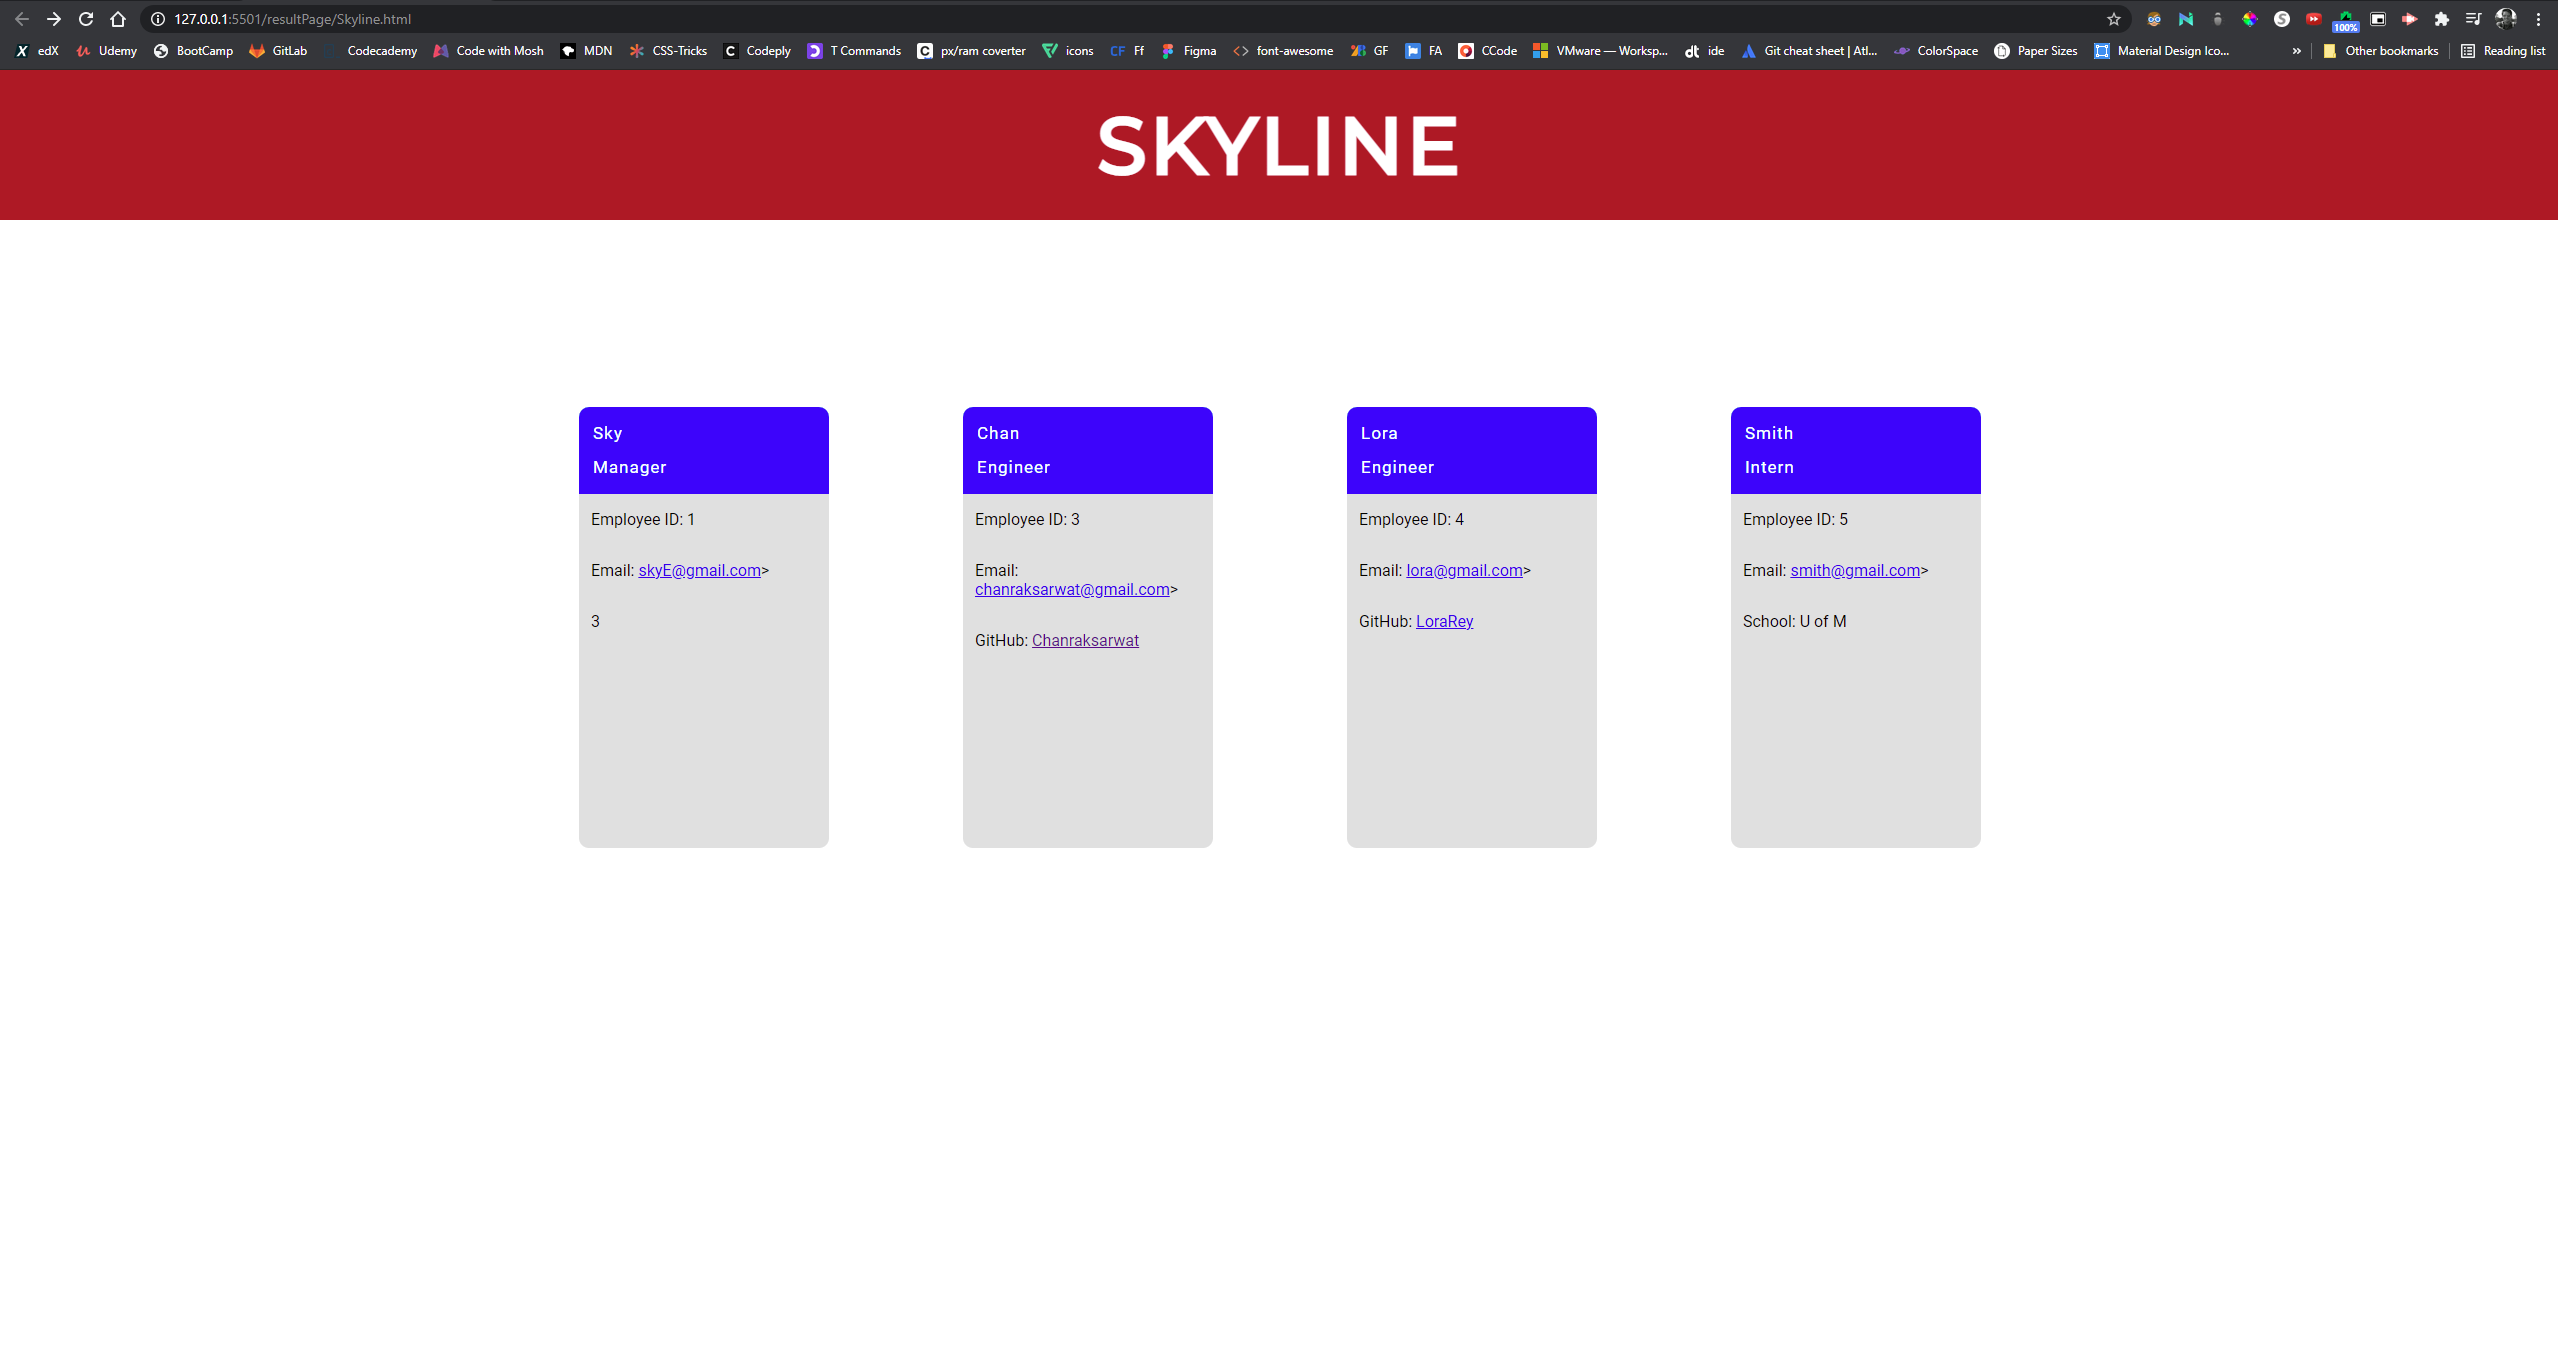 127.0.0.1:5501/resultPage/Skyline.html
100%
edX Udemy BootCamp GitLab Codecademy Code with Mosh MDN CSS-Tricks Codeply T Commands px/ram coverter icons CF Ff Figma font-awesome GF FA CCode VMware — Worksp... dt ide Git cheat sheet | Atl... ColorSpace Paper Sizes Material Design Ico... » Other bookmarks Reading list
SKYLINE
Sky
Manager
Employee ID: 1
Email: skyE@gmail.com>
3
Chan
Engineer
Employee ID: 3
Email:
chanraksarwat@gmail.com>
GitHub: Chanraksarwat
Lora
Engineer
Employee ID: 4
Email: lora@gmail.com>
GitHub: LoraRey
Smith
Intern
Employee ID: 5
Email: smith@gmail.com>
School: U of M